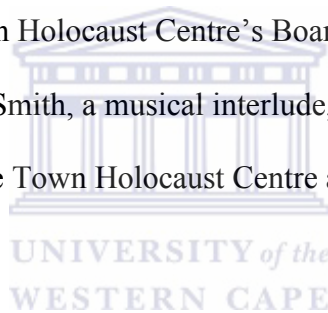 n Holocaust Centre’s Boar
Smith, a musical interlude,
e Town Holocaust Centre a
UNIVERSITY of the
WESTERN CAPE